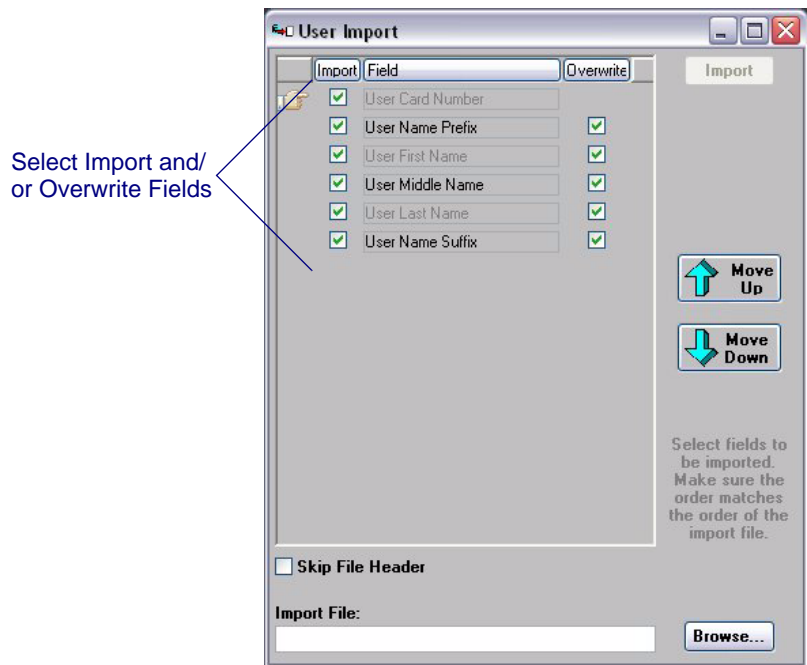 User Import
Import Field Overwrite
Import
User Card Number
User Name Prefix
User First Name
User Middle Name
User Last Name
User Name Suffix
Select Import and/
or Overwrite Fields
Move
Up
Move
Down
Select fields to
be imported.
Make sure the
order matches
the order of the
import file.
Skip File Header
Import File:
Browse...